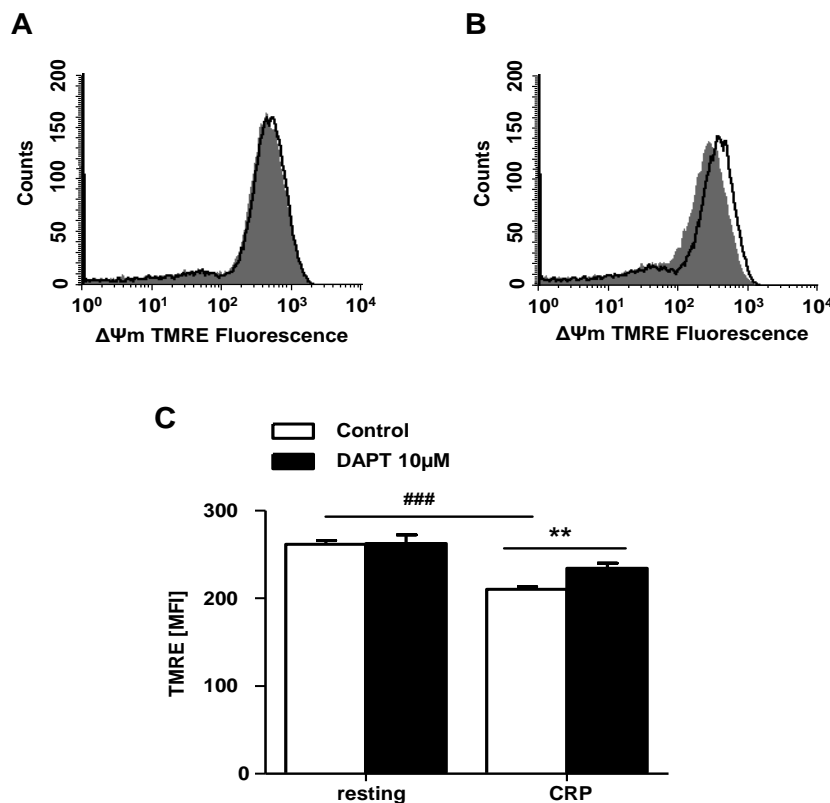 A
B
200
150
100
50
0
Counts
10⁰ 10¹ 10² 10³ 10⁴
ΔΨm TMRE Fluorescence
200
150
100
50
0
Counts
10⁰ 10¹ 10² 10³ 10⁴
ΔΨm TMRE Fluorescence
C
Control
DAPT 10µM
###
**
300
200
100
0
TMRE [MFI]
resting CRP